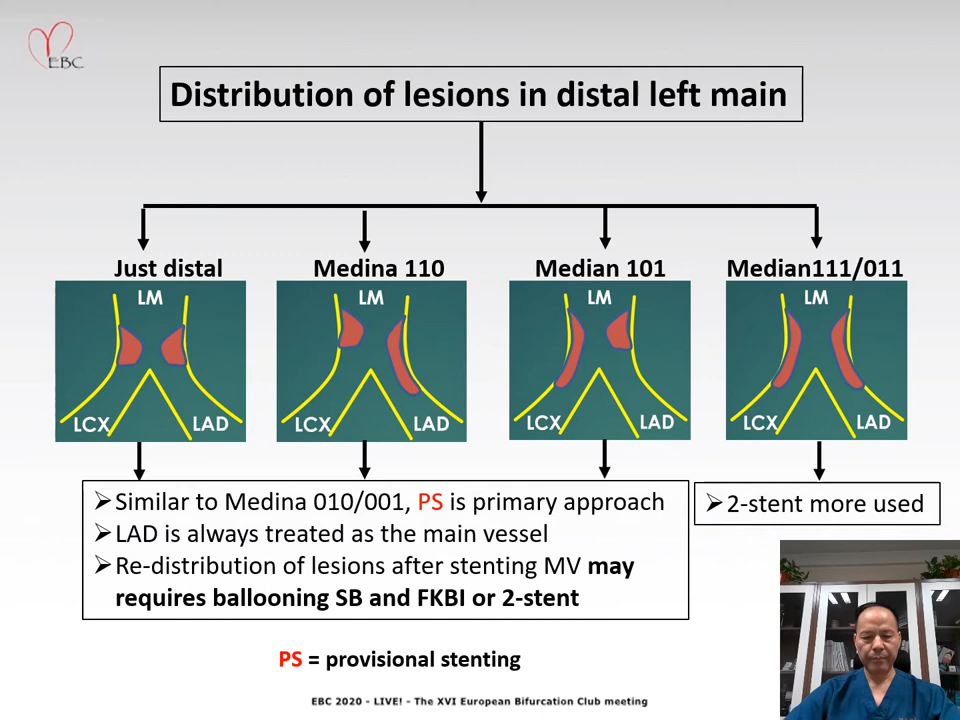 EBC
Distribution of lesions in distal left main
Just distal
Medina 110
Median 101
Median111/011
LM
LCX
LAD
LM
LCX
LAD
LM
LCX
LAD
LM
LCX
LAD
➢Similar to Medina 010/001, PS is primary approach
➢LAD is always treated as the main vessel
➢Re-distribution of lesions after stenting MV may
requires ballooning SB and FKBI or 2-stent
➢2-stent more used
PS = provisional stenting
EBC 2020 - LIVE! - The XVI European Bifurcation Club meeting